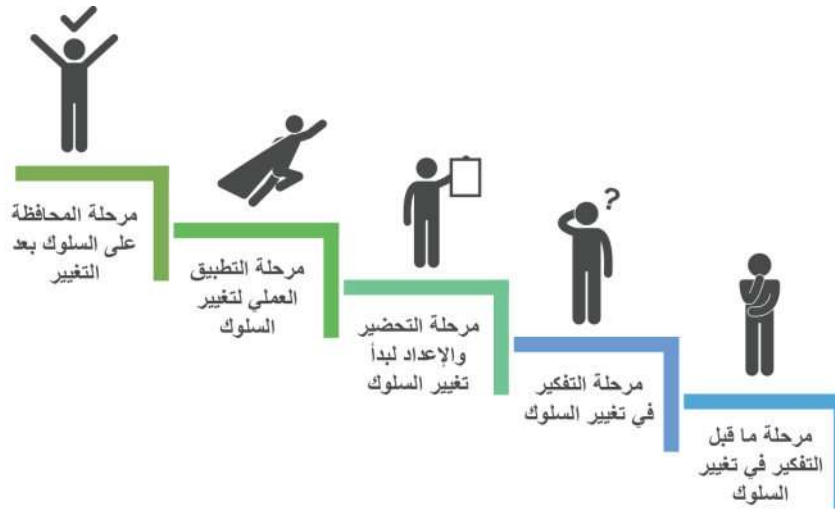 مرحلة ما قبل
التفكير في تغيير
السلوك
مرحلة التفكير
في تغيير السلوك
مرحلة التحضير
والإعداد لبدأ
تغيير السلوك
مرحلة التطبيق
العملي لتغيير
السلوك
مرحلة المحافظة
على السلوك بعد
التغيير
?